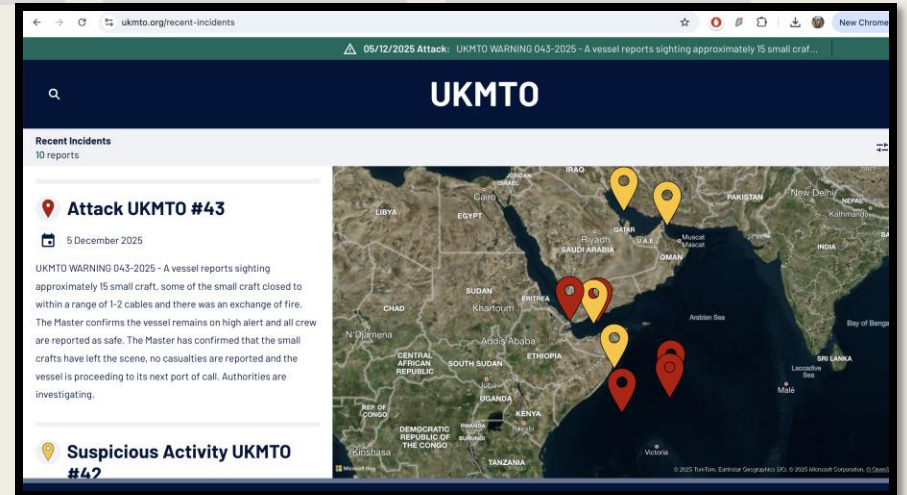 ukmto.org/recent-incidents
New Chrome
05/12/2025 Attack: UKMTO WARNING 043-2025 - A vessel reports sighting approximately 15 small craf...
UKMTO
Recent Incidents
10 reports
Attack UKMTO #43
5 December 2025
UKMTO WARNING 043-2025 - A vessel reports sighting
approximately 15 small craft, some of the small craft closed to
within a range of 1-2 cables and there was an exchange of fire.
The Master confirms the vessel remains on high alert and all crew
are reported as safe. The Master has confirmed that the small
crafts have left the scene, no casualties are reported and the
vessel is proceeding to its next port of call. Authorities are
investigating.
Suspicious Activity UKMTO
#42
JORDAN
ISRAEL
IRAQ
Cairo
PAKISTAN
New Delhi
NEPAL
Kathmandu
LIBYA
EGYPT
QATAR
Riyadh
U.A.E.
Muscat
Mascat
SAUDI ARABIA
OMAN
INDIA
SUDAN
ERITREA
CHAD
Khartoum
Arabian Sea
Bay of Benga
N'Djamena
Addis Ababa
CENTRAL
AFRICAN
REPUBLIC
SOUTH SUDAN
ETHIOPIA
SRI LANKA
Laccadive
Sea
Juba
Malé
UGANDA
REP. OF
CONGO
KENYA
DEMOCRATIC
REPUBLIC OF
THE CONGO
RWANDA
Nairobi
BURUNDI
Kinshasa
Victoria
TANZANIA
Microsoft Bing
© 2025 TomTom, Earthstar Geographics SIO, © 2025 Microsoft Corporation, © OpenS